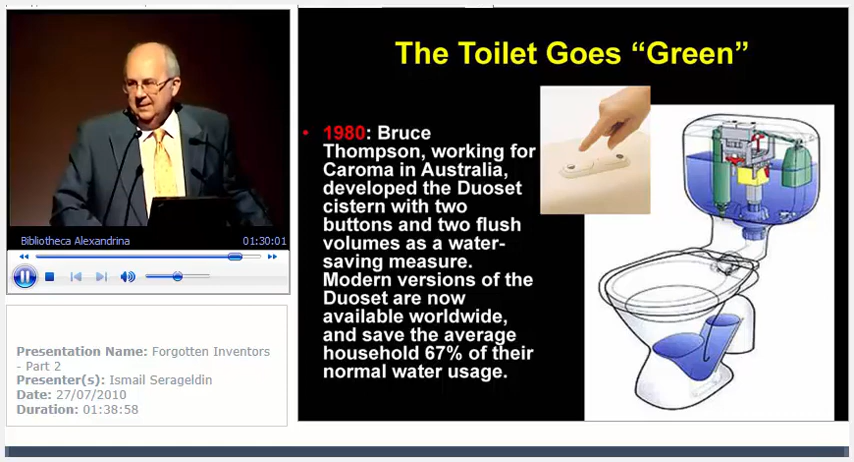 Bibliotheca Alexandrina 01:30:01
Presentation Name: Forgotten Inventors
- Part 2
Presenter(s): Ismail Serageldin
Date: 27/07/2010
Duration: 01:38:58
The Toilet Goes “Green”
• 1980: Bruce
Thompson, working for
Caroma in Australia,
developed the Duoset
cistern with two
buttons and two flush
volumes as a water-
saving measure.
Modern versions of the
Duoset are now
available worldwide,
and save the average
household 67% of their
normal water usage.